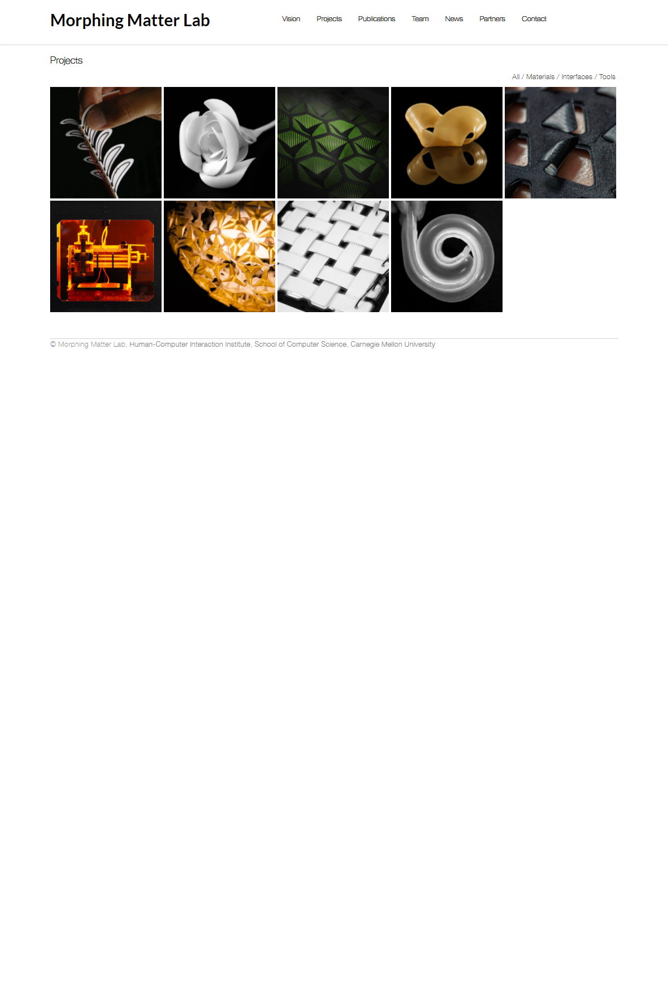 Morphing Matter Lab
Vision Projects Publications Team News Partners Contact
Projects
All / Materials / Interfaces / Tools
© Morphing Matter Lab, Human-Computer Interaction Institute, School of Computer Science, Carnegie Mellon University